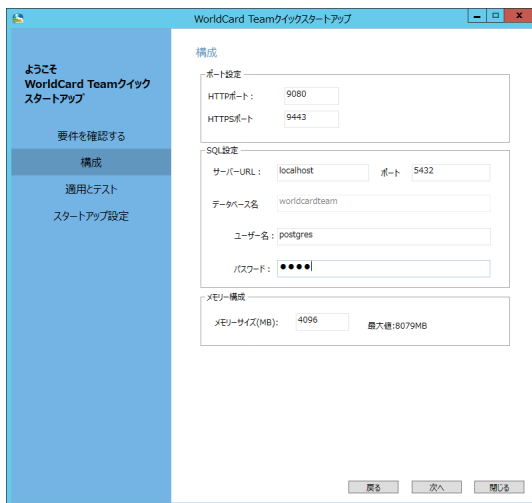 WorldCard Teamクイックスタートアップ
ようこそ
WorldCard Teamクイック
スタートアップ
要件を確認する
構成
適用とテスト
スタートアップ設定
構成
ポート設定
HTTPポート： 9080
HTTPSポート 9443
SQL設定
サーバーURL： localhost ポート 5432
データベース名 worldcardteam
ユーザー名： postgres
パスワード： ●●●●
メモリー構成
メモリーサイズ(MB): 4096 最大値:8079MB
戻る 次へ 閉じる